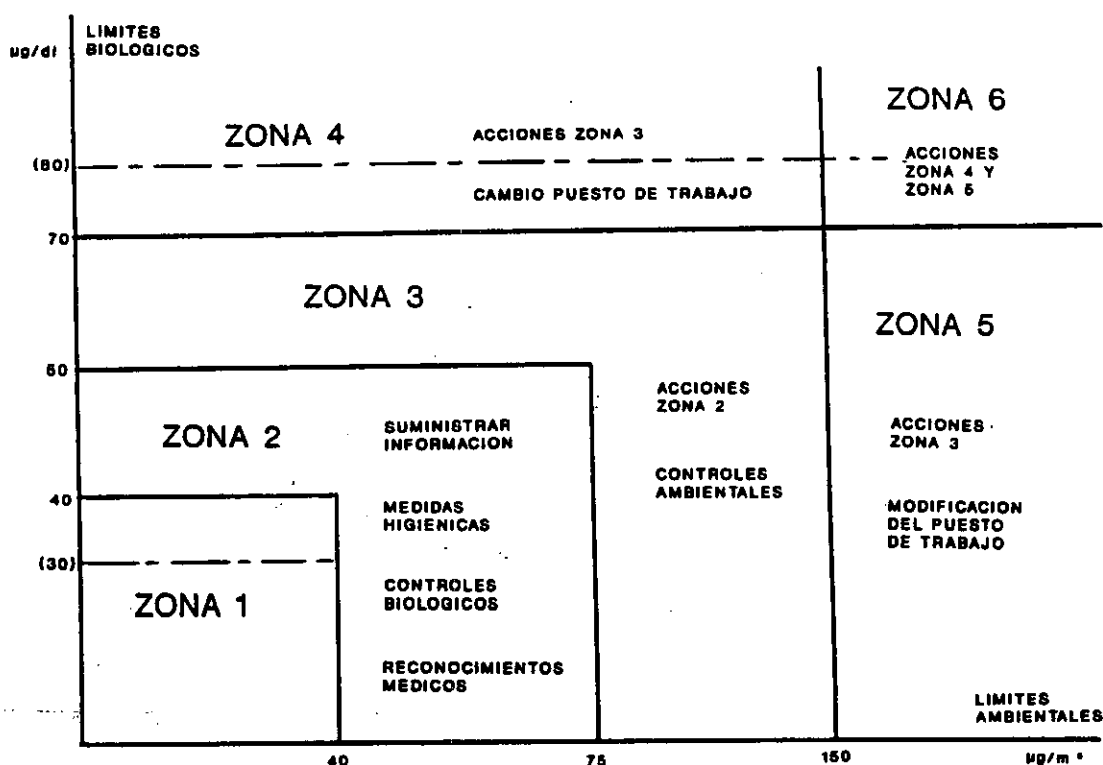 LIMITES
BIOLOGICOS
µg/dl
ZONA 4
ACCIONES ZONA 3
ZONA 6
(80)
ACCIONES
ZONA 4 Y
ZONA 5
CAMBIO PUESTO DE TRABAJO
70
ZONA 3
ZONA 5
60
ACCIONES
ZONA 2
ZONA 2
SUMINISTRAR
INFORMACION
ACCIONES
ZONA 3
CONTROLES
AMBIENTALES
40
MEDIDAS
HIGIENICAS
MODIFICACION
DEL PUESTO
DE TRABAJO
(30)
ZONA 1
CONTROLES
BIOLOGICOS
RECONOCIMIENTOS
MEDICOS
LIMITES
AMBIENTALES
40
75
150
µg/m³